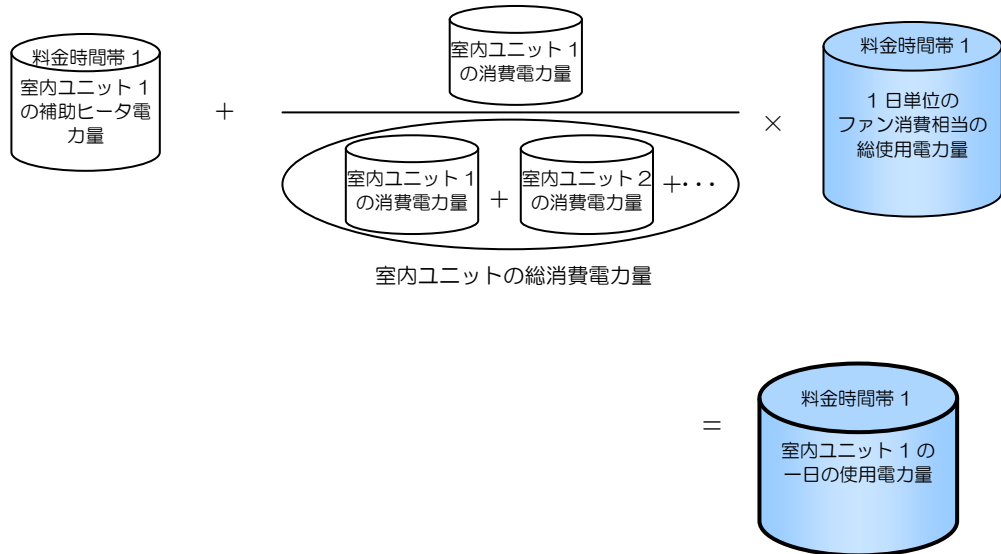 料金時間帯 1
室内ユニット 1
の補助ヒータ電
力量
+
室内ユニット 1
の消費電力量
室内ユニット 1
の消費電力量
+
室内ユニット 2
の消費電力量
+・・・
室内ユニットの総消費電力量
×
料金時間帯 1
1 日単位の
ファン消費相当の
総使用電力量
=
料金時間帯 1
室内ユニット 1 の
一日の使用電力量